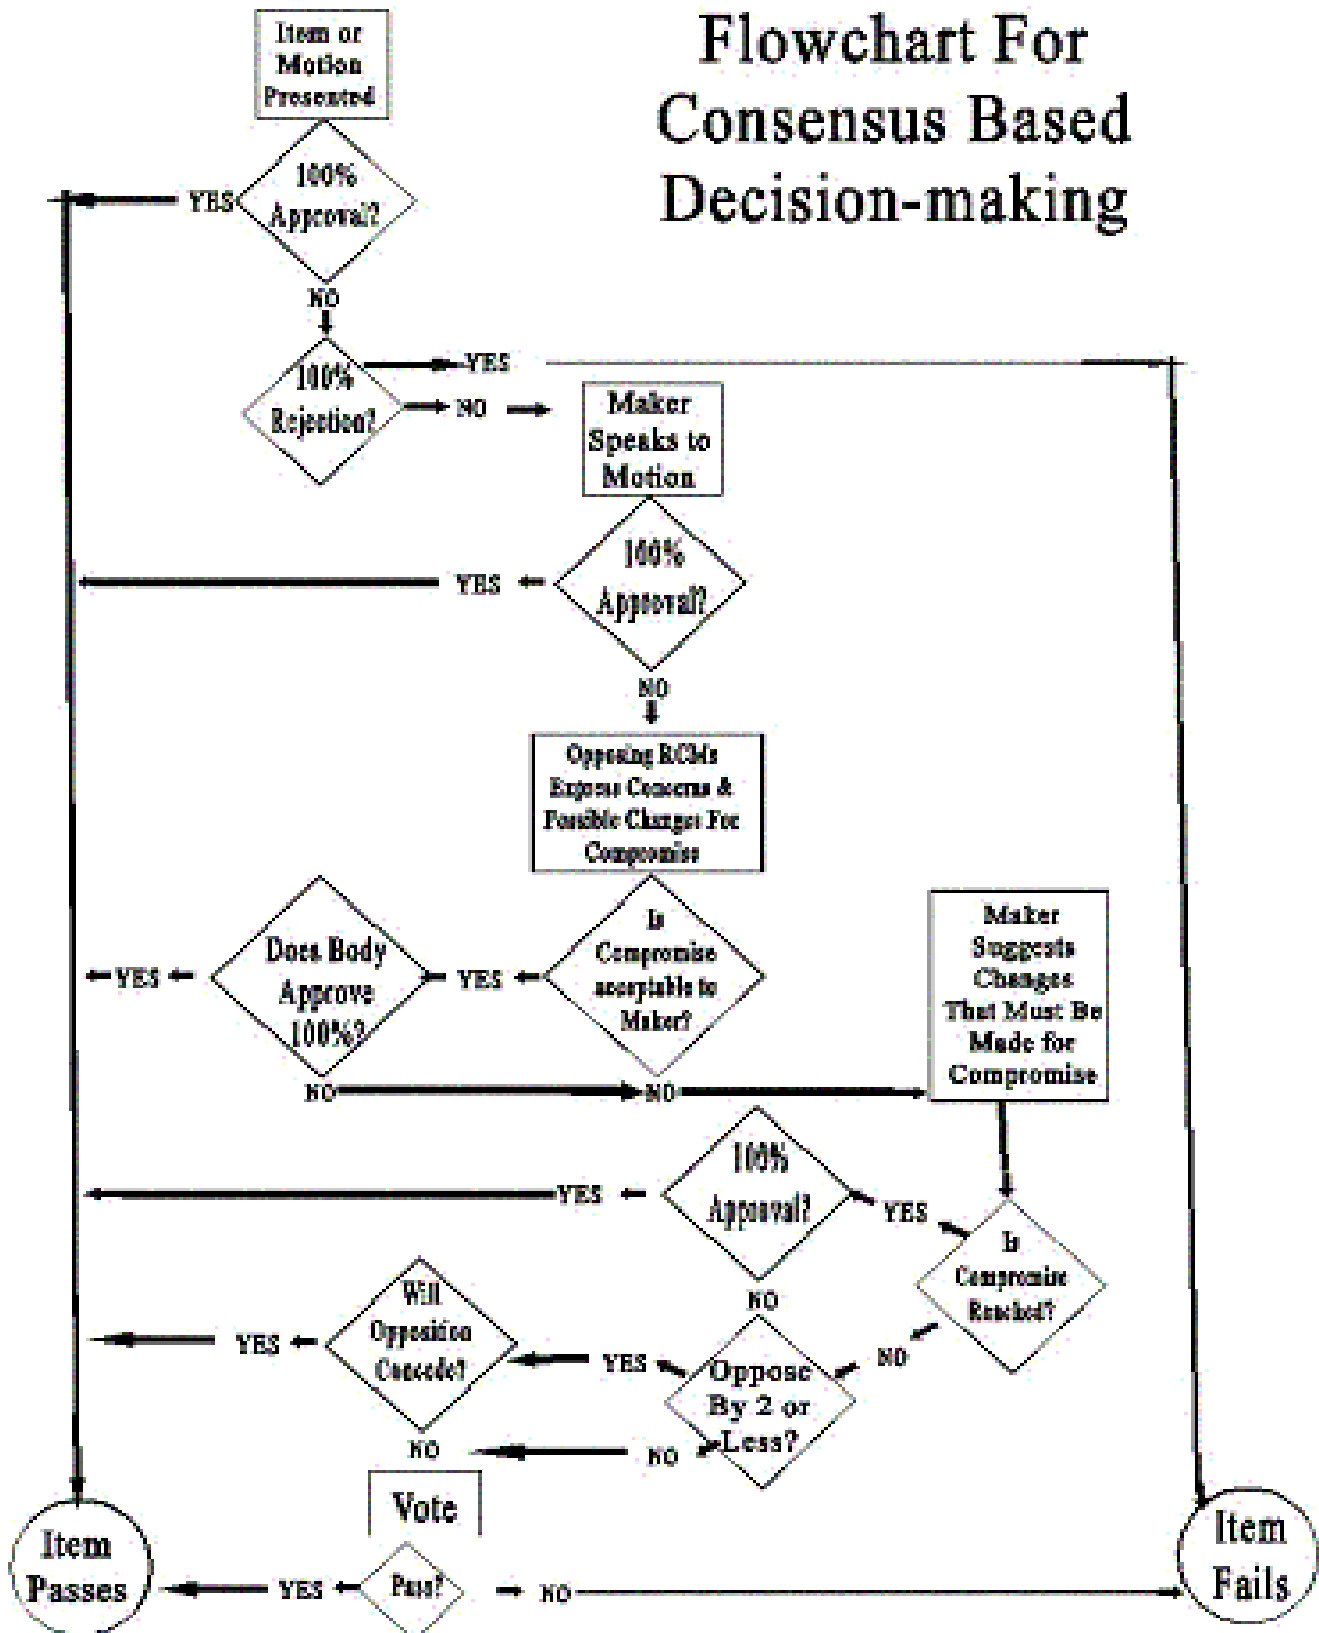 Flowchart For
Consensus Based
Decision-making
Item or
Motion
Presented
100%
Approval?
YES
NO
100%
Rejection?
YES
NO
Maker
Speaks to
Motion
100%
Approval?
YES
NO
Opposing RCMs
Express Concerns &
Possible Changes For
Compromise
Is
Compromise
acceptable to
Maker?
YES
Does Body
Approve
100%?
YES
NO
NO
Maker
Suggests
Changes
That Must Be
Made for
Compromise
Is
Compromise
Reached?
YES
100%
Approval?
YES
NO
NO
Oppose
By 2 or
Less?
YES
Will
Opposition
Concede?
YES
NO
NO
Vote
Pass?
YES
NO
Item
Passes
Item
Fails